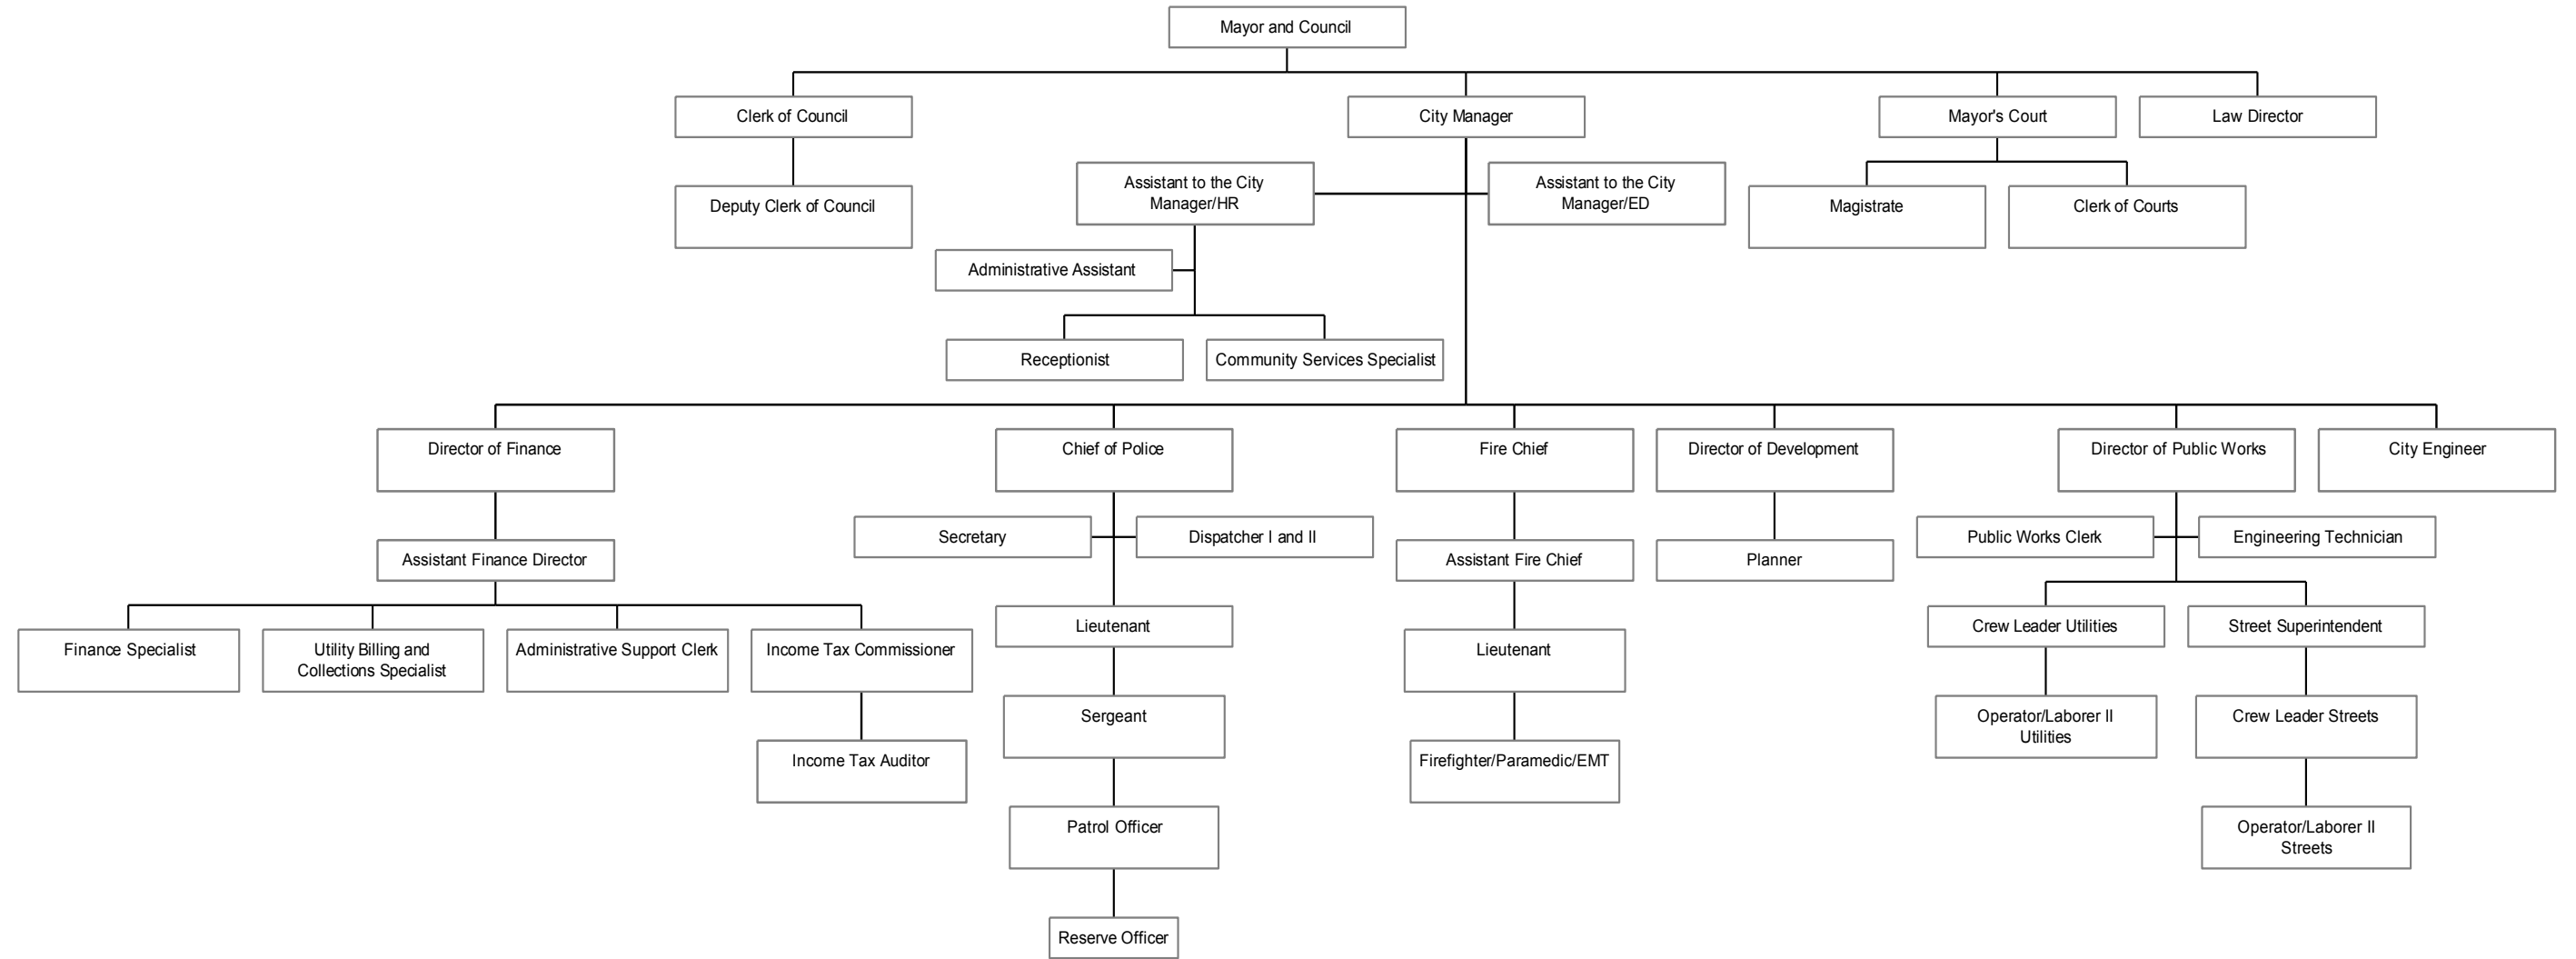 Mayor and Council
Clerk of Council
City Manager
Mayor's Court
Law Director
Assistant to the City
Manager/HR
Assistant to the City
Manager/ED
Deputy Clerk of Council
Magistrate
Clerk of Courts
Administrative Assistant
Receptionist
Community Services Specialist
Director of Finance
Chief of Police
Fire Chief
Director of Development
Director of Public Works
City Engineer
Secretary
Dispatcher I and II
Public Works Clerk
Engineering Technician
Assistant Finance Director
Assistant Fire Chief
Planner
Lieutenant
Crew Leader Utilities
Street Superintendent
Finance Specialist
Utility Billing and
Collections Specialist
Administrative Support Clerk
Income Tax Commissioner
Lieutenant
Sergeant
Operator/Laborer II
Utilities
Crew Leader Streets
Income Tax Auditor
Firefighter/Paramedic/EMT
Patrol Officer
Operator/Laborer II
Streets
Reserve Officer